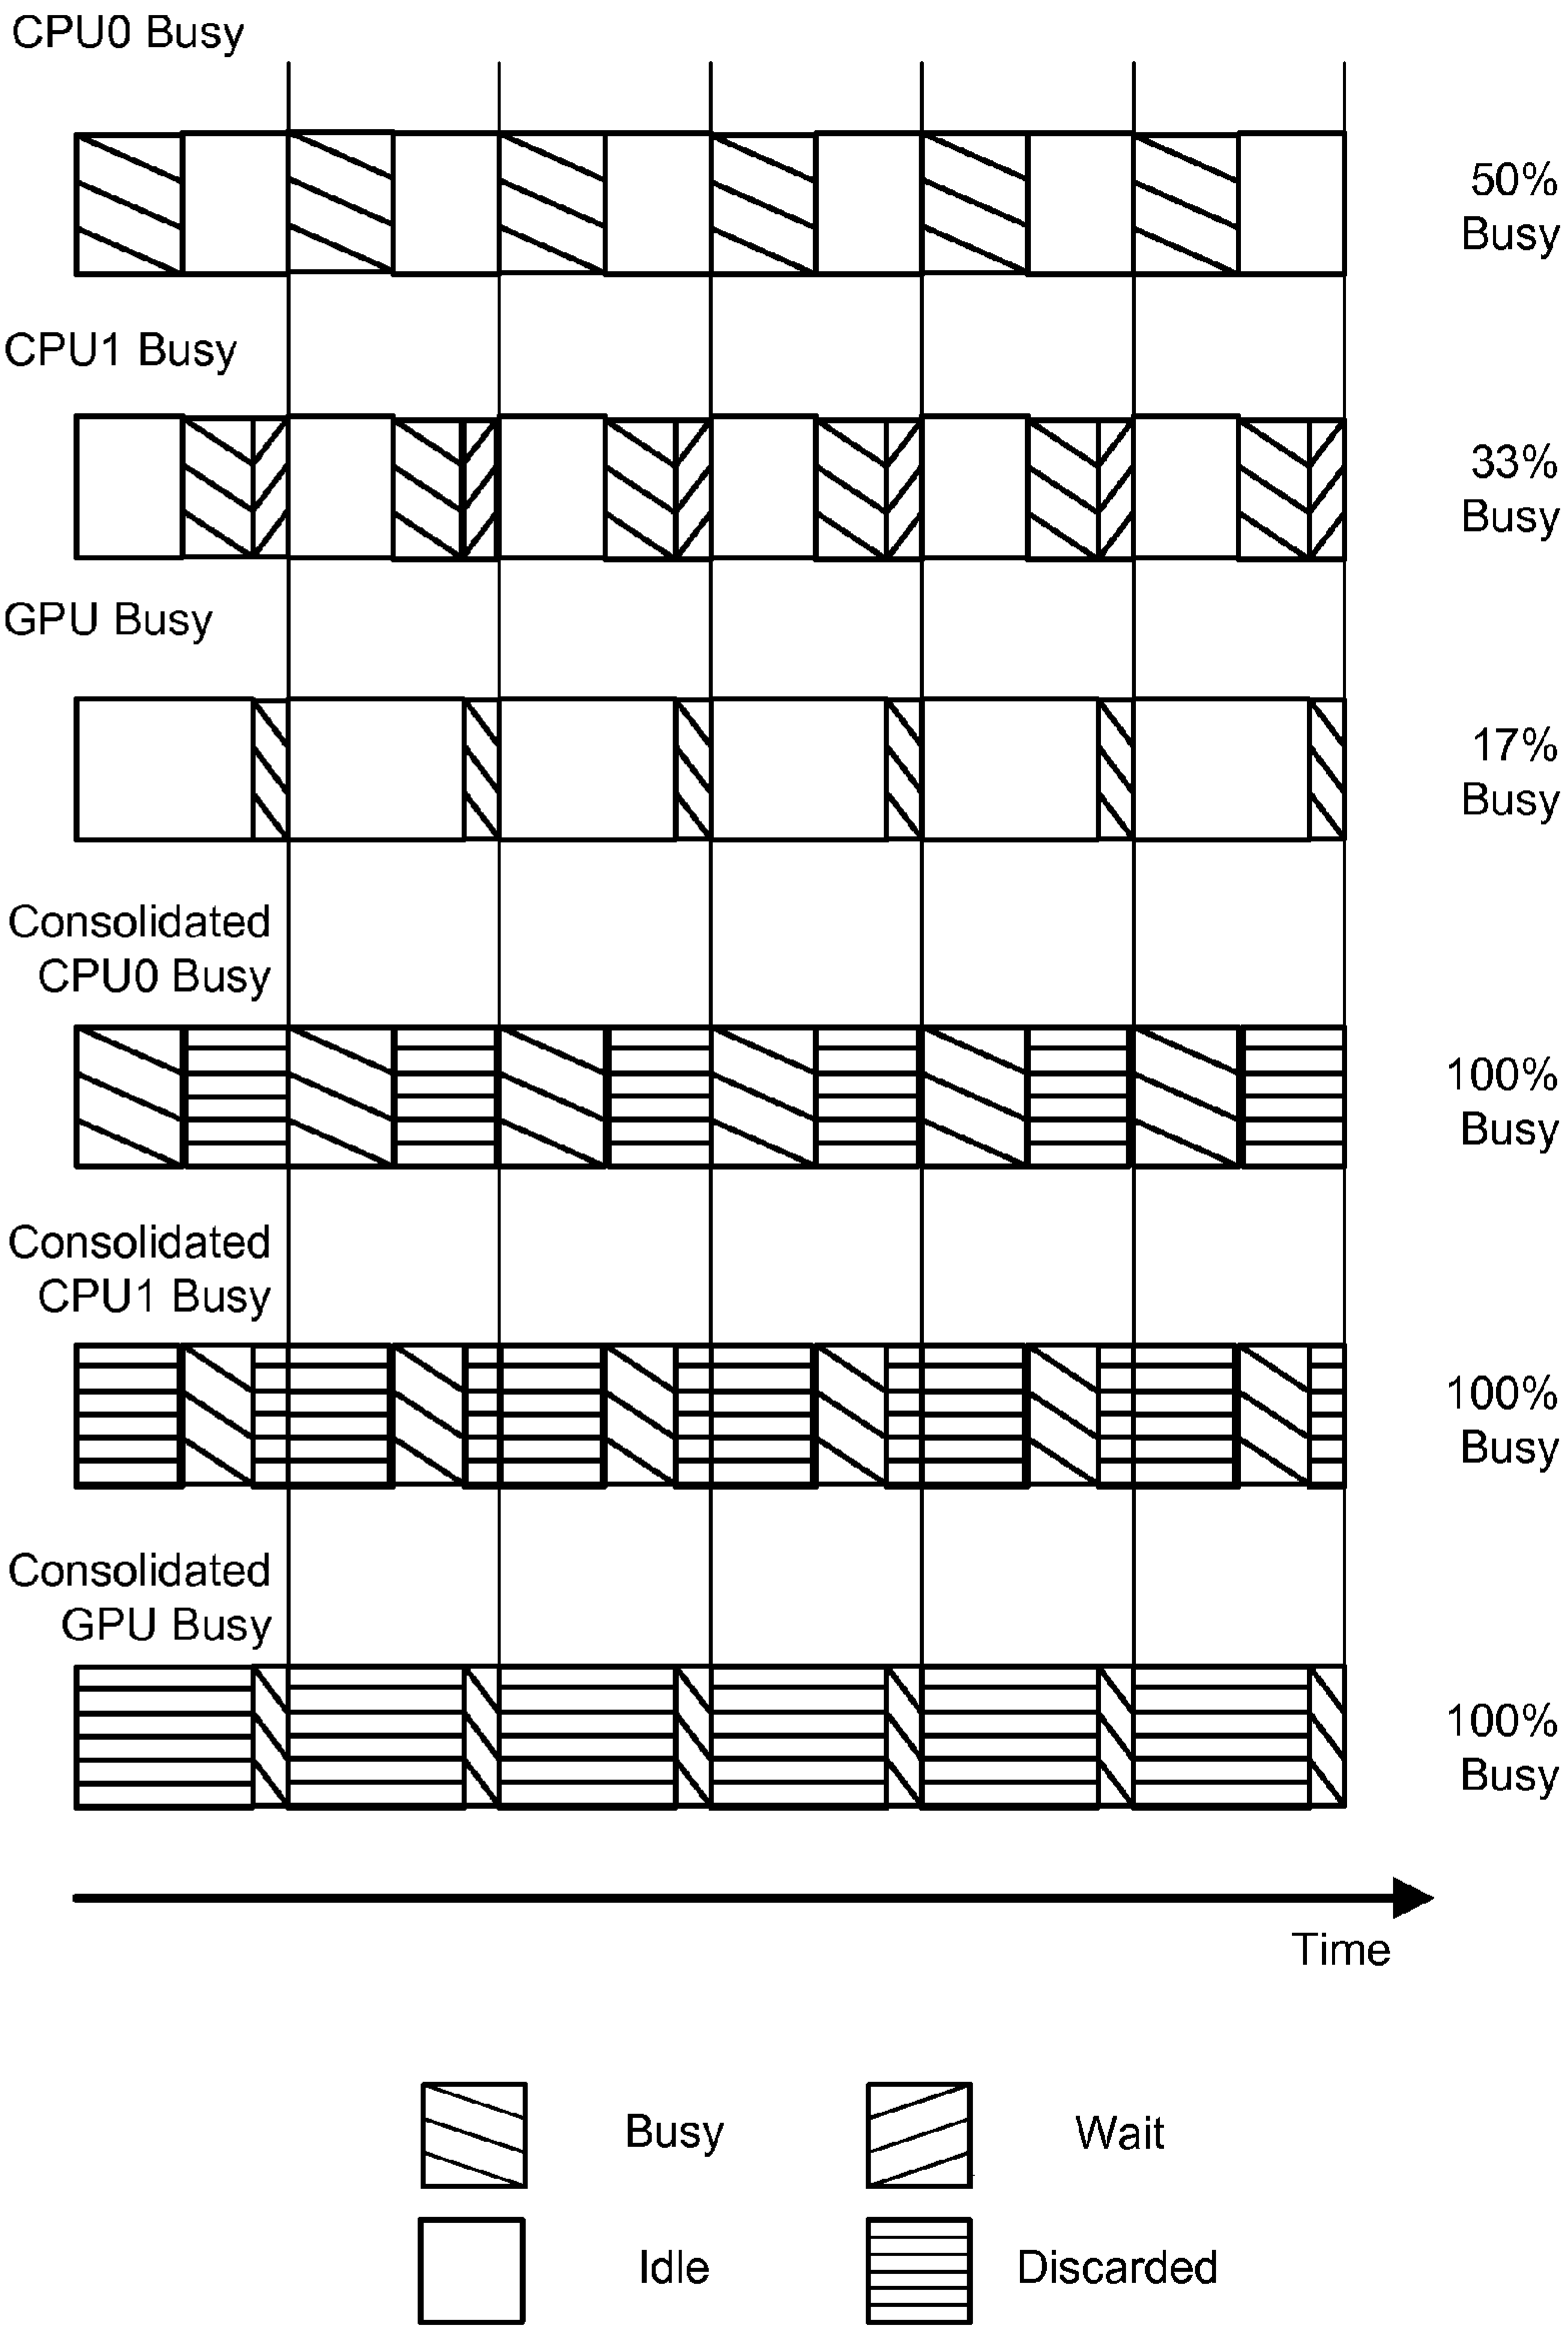 CPU0 Busy
50%
Busy
CPU1 Busy
33%
Busy
GPU Busy
17%
Busy
Consolidated
CPU0 Busy
100%
Busy
Consolidated
CPU1 Busy
100%
Busy
Consolidated
GPU Busy
100%
Busy
Time
Busy
Wait
Idle
Discarded